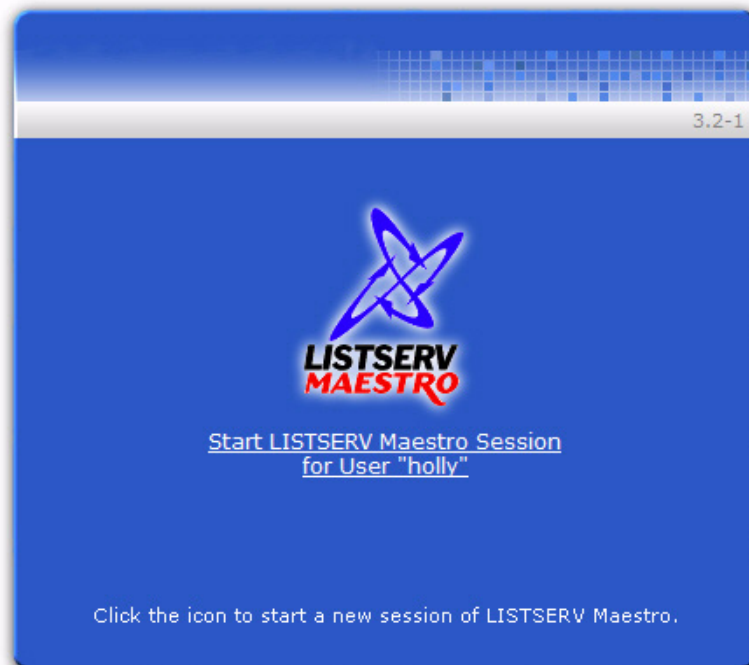 3.2-1
LISTSERV
MAESTRO
Start LISTSERV Maestro Session
for User "holly"
Click the icon to start a new session of LISTSERV Maestro.